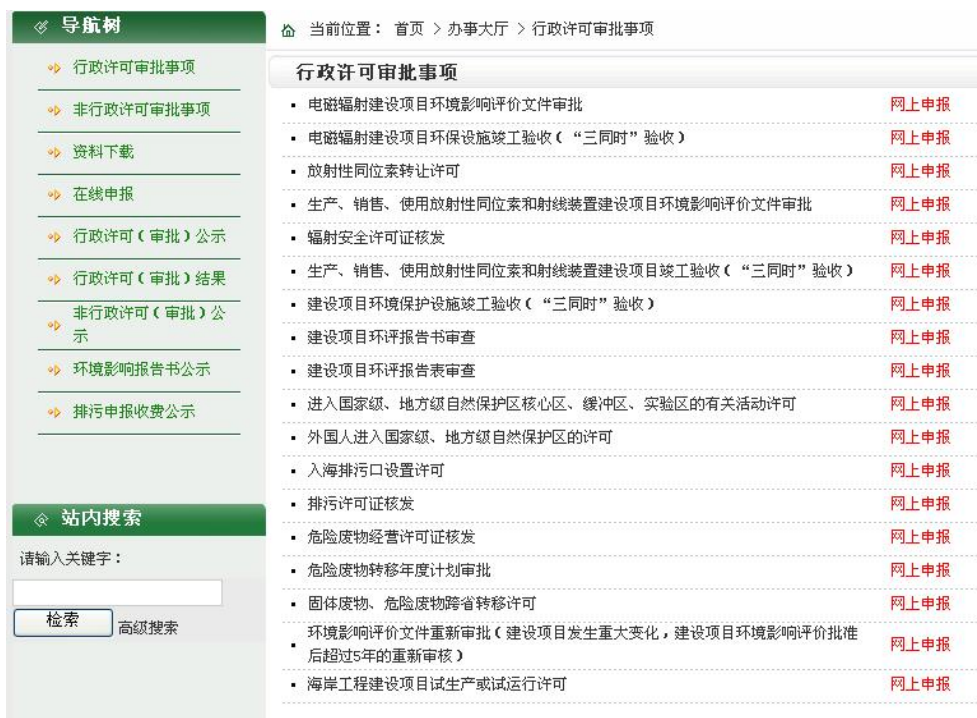 导航树
行政许可审批事项
非行政许可审批事项
资料下载
在线申报
行政许可(审批)公示
行政许可(审批)结果
非行政许可(审批)公
示
环境影响报告书公示
排污申报收费公示
站内搜索
请输入关键字：
检索 高级搜索
当前位置： 首页 > 办事大厅 > 行政许可审批事项
行政许可审批事项
电磁辐射建设项目环境影响评价文件审批 网上申报
电磁辐射建设项目环保设施竣工验收(“三同时”验收) 网上申报
放射性同位素转让许可 网上申报
生产、销售、使用放射性同位素和射线装置建设项目环境影响评价文件审批 网上申报
辐射安全许可证核发 网上申报
生产、销售、使用放射性同位素和射线装置建设项目竣工验收(“三同时”验收) 网上申报
建设项目环境保护设施竣工验收(“三同时”验收) 网上申报
建设项目环评报告书审查 网上申报
建设项目环评报告表审查 网上申报
进入国家级、地方级自然保护区核心区、缓冲区、实验区的有关活动许可 网上申报
外国人进入国家级、地方级自然保护区的许可 网上申报
入海排污口设置许可 网上申报
排污许可证核发 网上申报
危险废物经营许可证核发 网上申报
危险废物转移年度计划审批 网上申报
固体废物、危险废物跨省转移许可 网上申报
环境影响评价文件重新审批(建设项目发生重大变化,建设项目环境影响评价批准 网上申报
后超过5年的重新审核)
海岸工程建设项目试生产或试运行许可 网上申报